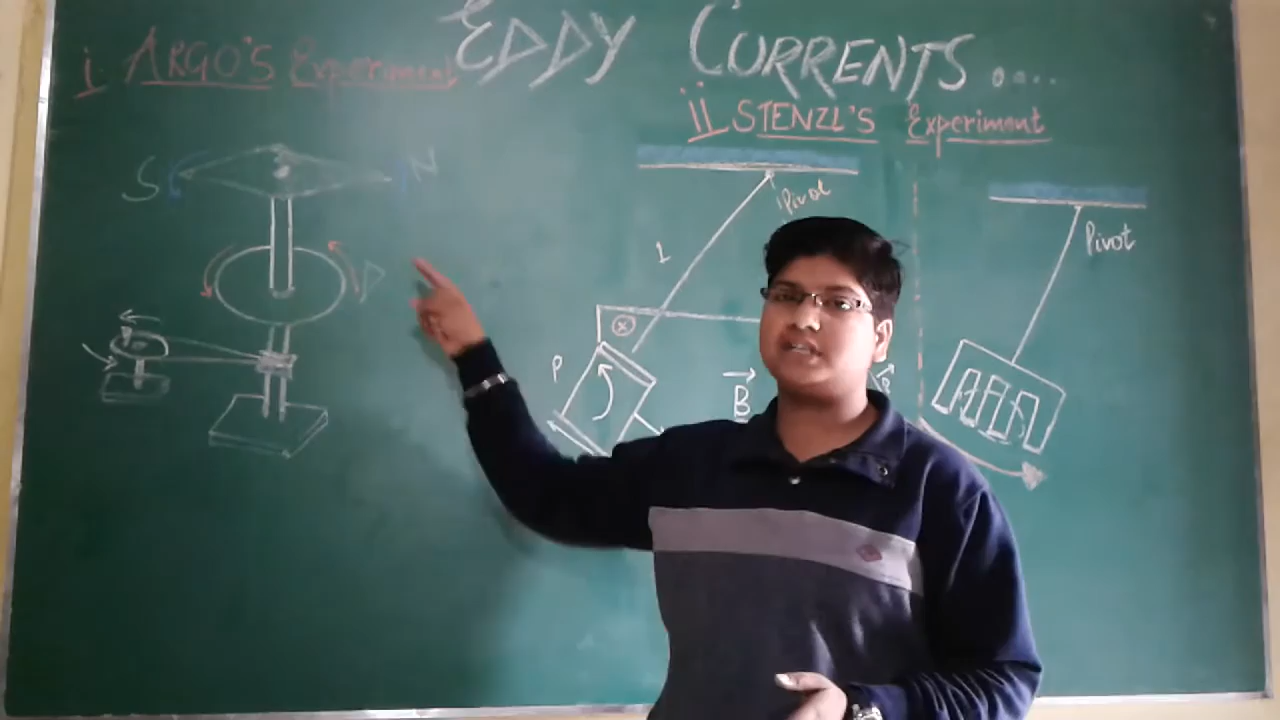 EDDY CURRENTS....
i ARGO'S Experiment
ii STENZL'S Experiment
S
N
D
Pivot
l
P
B
Pivot